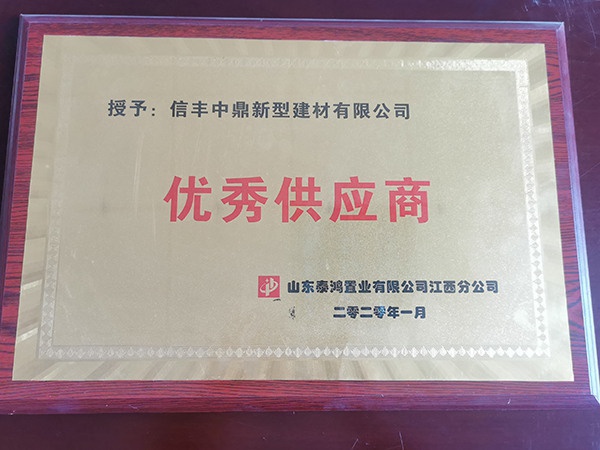 授予：信丰中鼎新型建材有限公司
优秀供应商
山东泰鸿置业有限公司江西分公司
二零二零年一月